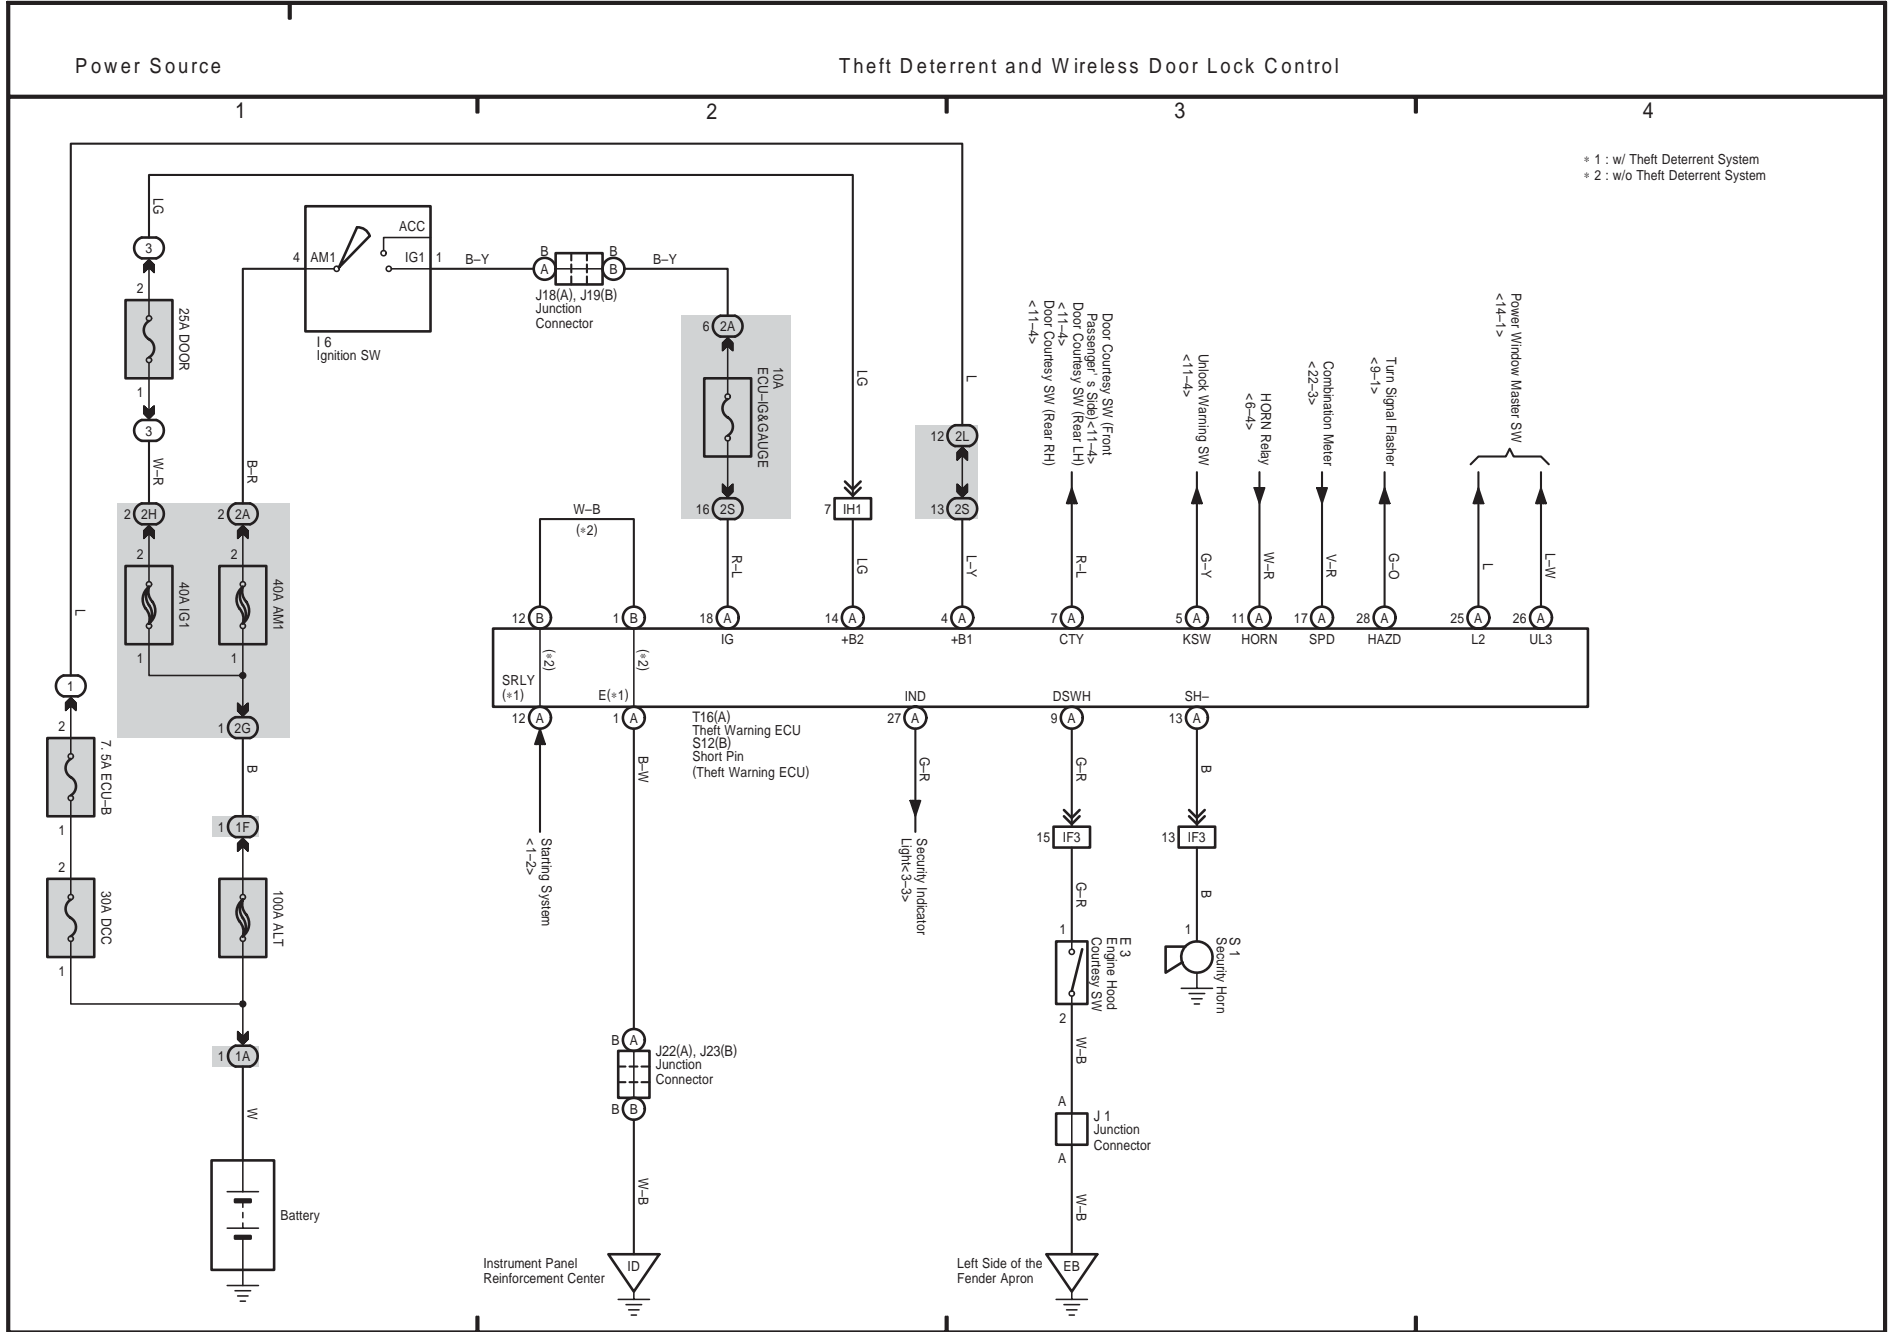 Power Source
Theft Deterrent and Wireless Door Lock Control
1
2
3
4
∗ 1 : w/ Theft Deterrent System
∗ 2 : w/o Theft Deterrent System
LG
3
2
25A DOOR
1
3
W–R
2 2H
2
40A IG1
1
B–R
2 2A
2
40A AM1
1
1 2G
B
1 1F
100A ALT
1 1A
W
Battery
L
1
2
7. 5A ECU–B
1
2
30A DCC
1
4 AM1
ACC
IG1 1
I 6
Ignition SW
B–Y
B
A
B
B
J18(A), J19(B)
Junction
Connector
B–Y
6 2A
10A
ECU–IG&GAUGE
16 2S
R–L
LG
7 IH1
LG
L
12 2L
13 2S
L–Y
Door Courtesy SW (Front
Passenger' s Side)<11–4>
Door Courtesy SW (Rear LH)
<11–4>
Door Courtesy SW (Rear RH)
<11–4>
R–L
Unlock Warning SW
<11–4>
G–Y
HORN Relay
<6–4>
W–R
Combination Meter
<22–3>
V–R
Turn Signal Flasher
<9–1>
G–O
Power Window Master SW
<14–1>
L
L–W
W–B
(∗2)
12 B
1 B
18 A
14 A
4 A
7 A
5 A
11 A
17 A
28 A
25 A
26 A
IG
+B2
+B1
CTY
KSW
HORN
SPD
HAZD
L2
UL3
(∗2)
(∗2)
SRLY
(∗1)
E(∗1)
IND
DSWH
SH–
12 A
1 A
27 A
9 A
13 A
T16(A)
Theft Warning ECU
S12(B)
Short Pin
(Theft Warning ECU)
Starting System
<1–2>
B–W
B A
J22(A), J23(B)
Junction
Connector
B B
W–B
Instrument Panel
Reinforcement Center
ID
G–R
Security Indicator
Light<3–3>
G–R
15 IF3
G–R
1
E 3
Engine Hood
Courtesy SW
2
W–B
A
J 1
Junction
Connector
A
W–B
Left Side of the
Fender Apron
EB
B
13 IF3
B
1
S 1
Security Horn